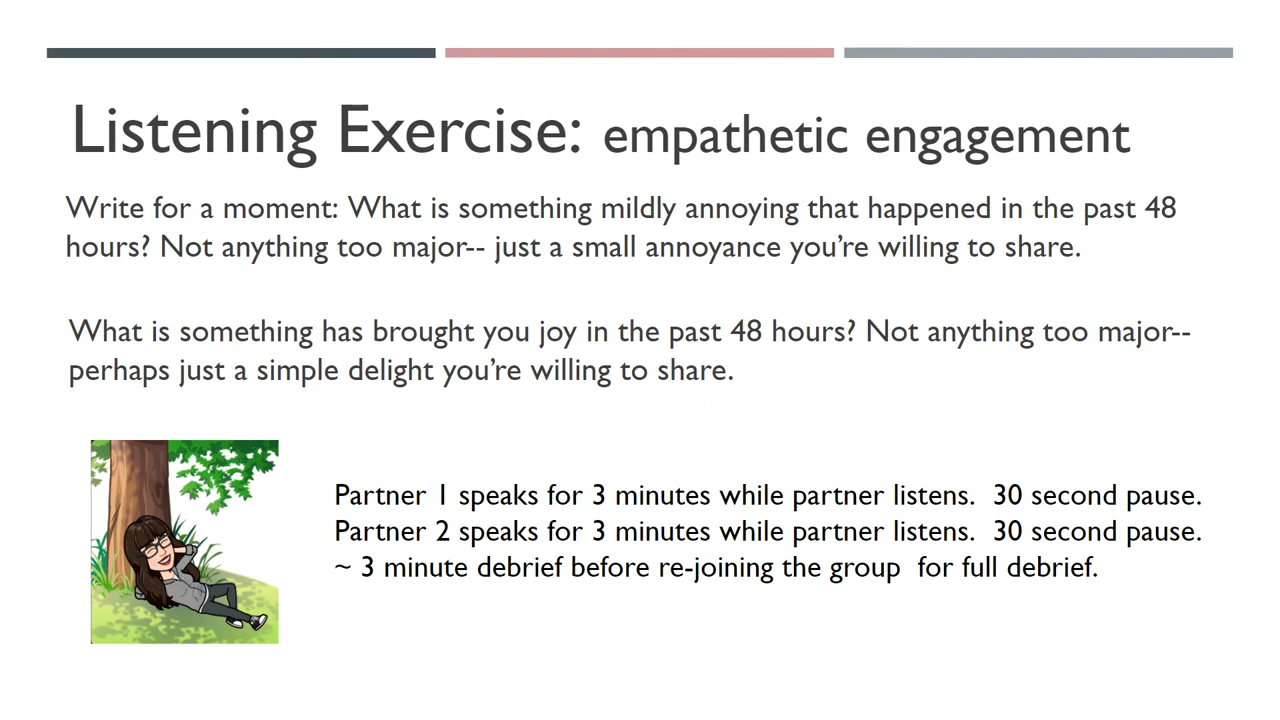 Listening Exercise: empathetic engagement
Write for a moment: What is something mildly annoying that happened in the past 48
hours? Not anything too major-- just a small annoyance you’re willing to share.
What is something has brought you joy in the past 48 hours? Not anything too major--
perhaps just a simple delight you’re willing to share.
Partner 1 speaks for 3 minutes while partner listens.  30 second pause.
Partner 2 speaks for 3 minutes while partner listens.  30 second pause.
~ 3 minute debrief before re-joining the group  for full debrief.